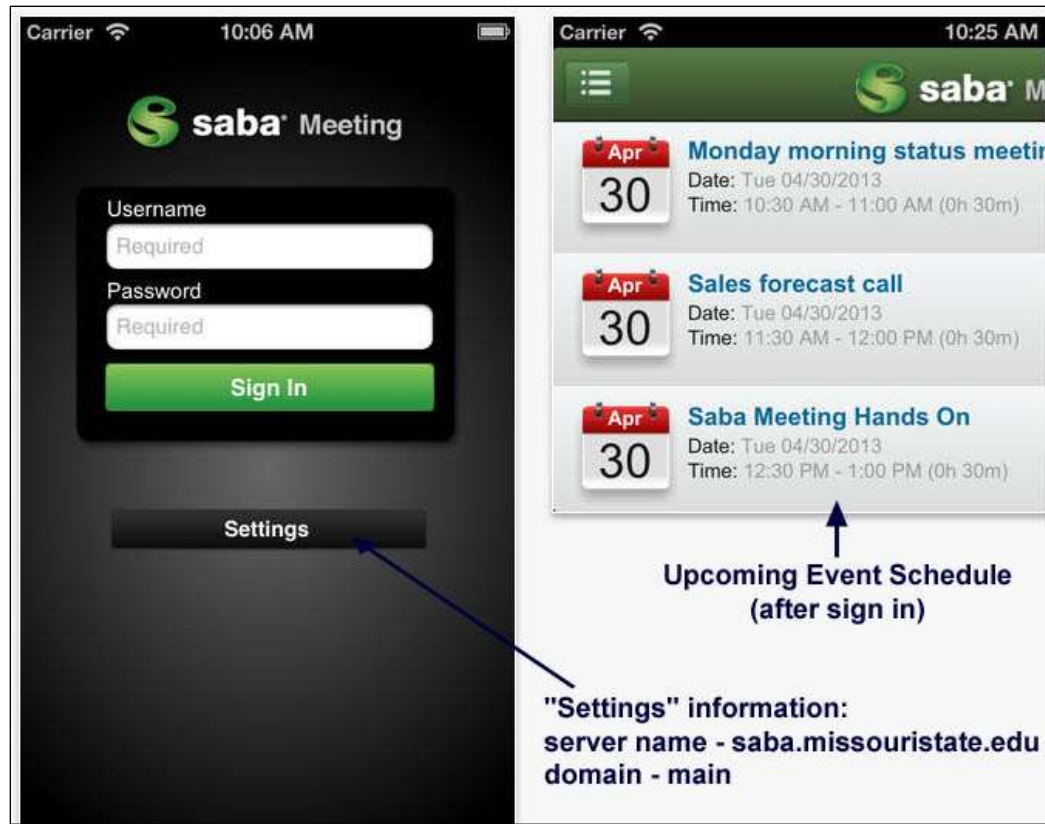 Carrier 10:06 AM
saba Meeting
Username
Required
Password
Required
Sign In
Settings
Carrier 10:25 AM
saba M
Apr
30
Monday morning status meetin
Date: Tue 04/30/2013
Time: 10:30 AM - 11:00 AM (0h 30m)
Apr
30
Sales forecast call
Date: Tue 04/30/2013
Time: 11:30 AM - 12:00 PM (0h 30m)
Apr
30
Saba Meeting Hands On
Date: Tue 04/30/2013
Time: 12:30 PM - 1:00 PM (0h 30m)
Upcoming Event Schedule
(after sign in)
"Settings" information:
server name - saba.missouristate.edu
domain - main